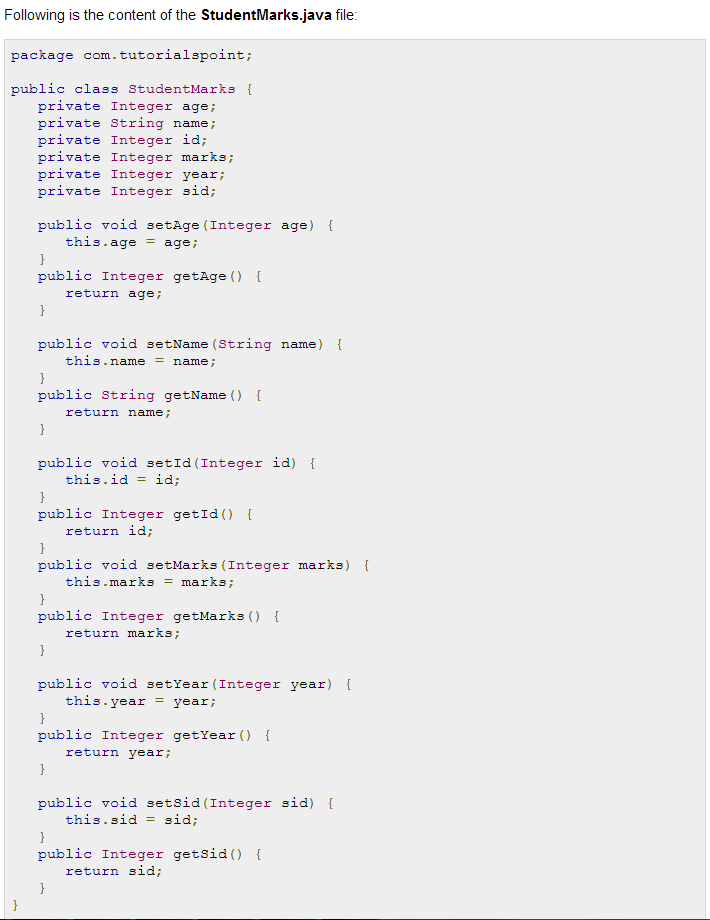 Following is the content of the StudentMarks.java file:
package com.tutorialspoint;
public class StudentMarks {
private Integer age;
private String name;
private Integer id;
private Integer marks;
private Integer year;
private Integer sid;
public void setAge(Integer age) {
this.age = age;
}
public Integer getAge() {
return age;
}
public void setName(String name) {
this.name = name;
}
public String getName() {
return name;
}
public void setId(Integer id) {
this.id = id;
}
public Integer getId() {
return id;
}
public void setMarks(Integer marks) {
this.marks = marks;
}
public Integer getMarks() {
return marks;
}
public void setYear(Integer year) {
this.year = year;
}
public Integer getYear() {
return year;
}
public void setSid(Integer sid) {
this.sid = sid;
}
public Integer getSid() {
return sid;
}
}